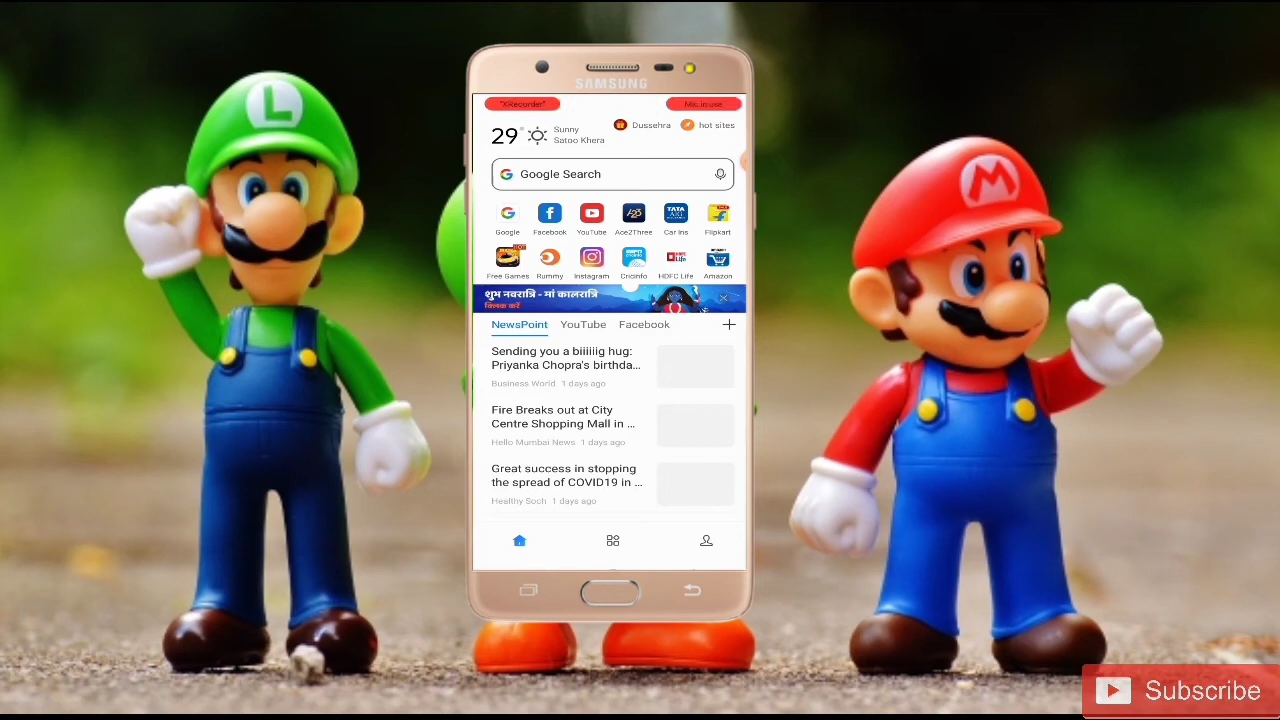 L
SAMSUNG
"XRecorder"
Mic in use
29°
Sunny
Satoo Khera
Dussehra
hot sites
Google Search
Google
Facebook
YouTube
Ace2Three
Car Ins
Flipkart
Free Games
Rummy
Instagram
Cricinfo
HDFC Life
Amazon
शुभ नवरात्रि - मां कालरात्रि
क्लिक करें
NewsPoint
YouTube
Facebook
Sending you a biiiiiig hug:
Priyanka Chopra's birthda...
Business World 1 days ago
Fire Breaks out at City
Centre Shopping Mall in ...
Hello Mumbai News 1 days ago
Great success in stopping
the spread of COVID19 in ...
Healthy Soch 1 days ago
M
Subscribe